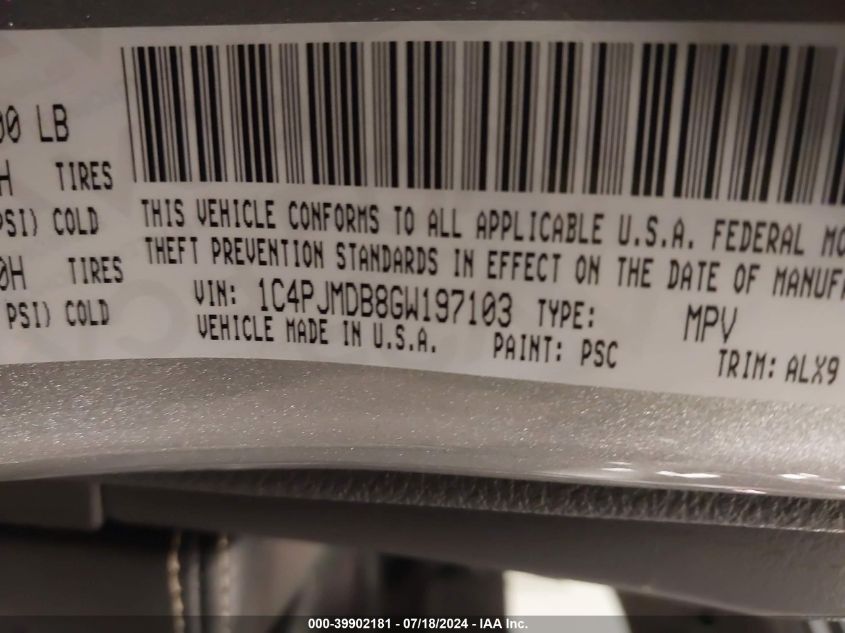 00 LB
H TIRES
PSI) COLD
0H TIRES
PSI) COLD
THIS VEHICLE CONFORMS TO ALL APPLICABLE U.S.A. FEDERAL MO
THEFT PREVENTION STANDARDS IN EFFECT ON THE DATE OF MANUF
VIN: 1C4PJMDB8GW197103 TYPE: MPV
VEHICLE MADE IN U.S.A. PAINT: PSC TRIM: ALX9
000-39902181 - 07/18/2024 - IAA Inc.